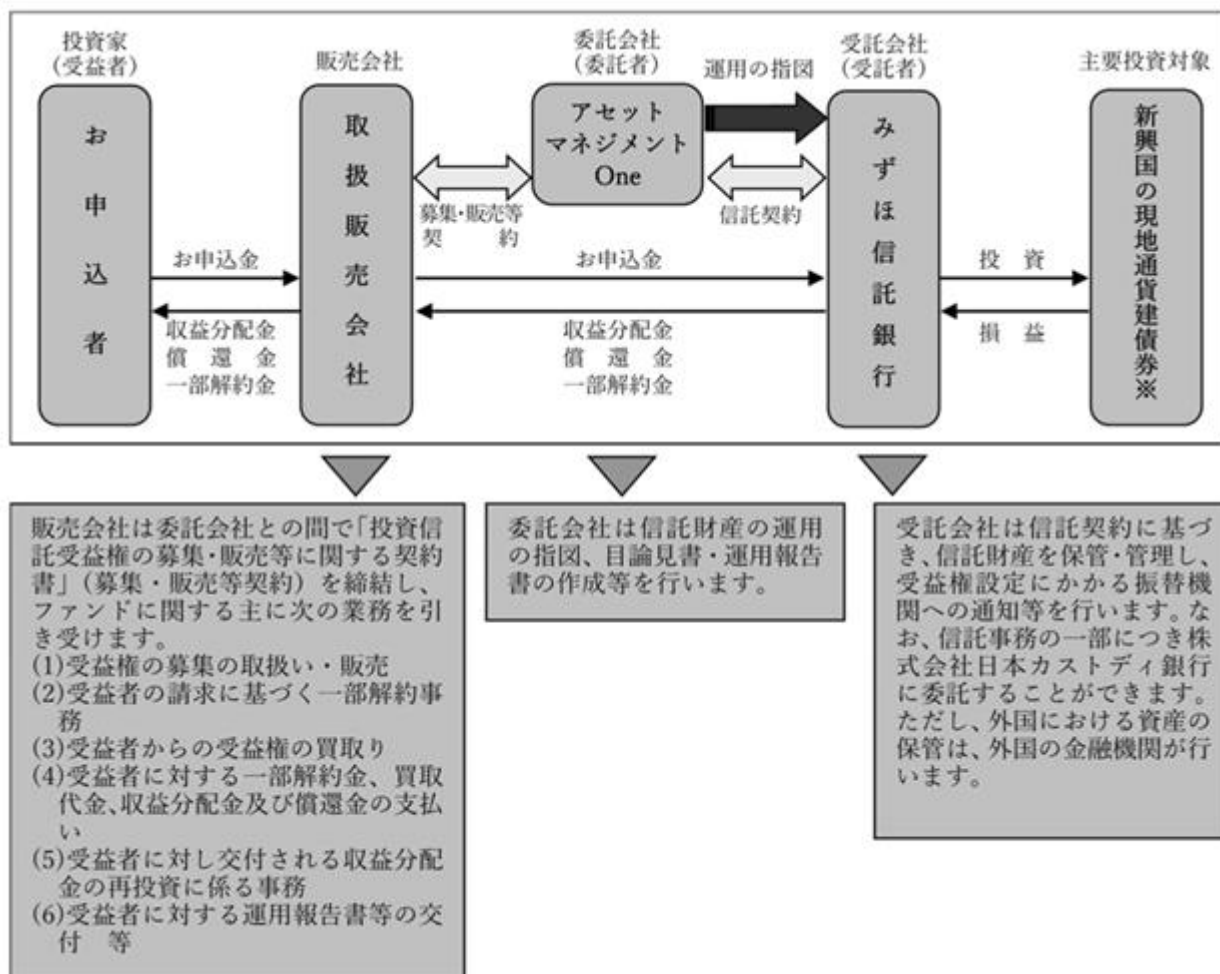 投資家
(受益者)
お申込者
販売会社
取扱販売会社
委託会社
(委託者)
アセット
マネジメント
One
運用の指図
受託会社
(受託者)
みずほ信託銀行
主要投資対象
新興国の現地通貨建債券※
募集・販売等
契　　約
信託契約
お申込金
収益分配金
償　還　金
一部解約金
お申込金
収益分配金
償　還　金
一部解約金
投　資
損　益
販売会社は委託会社との間で「投資信
託受益権の募集・販売等に関する契約
書」（募集・販売等契約）を締結し、
ファンドに関する主に次の業務を引
き受けます。
(1)受益権の募集の取扱い・販売
(2)受益者の請求に基づく一部解約事
務
(3)受益者からの受益権の買取り
(4)受益者に対する一部解約金、買取
代金、収益分配金及び償還金の支払
い
(5)受益者に対し交付される収益分配
金の再投資に係る事務
(6)受益者に対する運用報告書等の交
付　等
委託会社は信託財産の運用
の指図、目論見書・運用報告
書の作成等を行います。
受託会社は信託契約に基づ
き、信託財産を保管・管理し、
受益権設定にかかる振替機
関への通知等を行います。な
お、信託事務の一部につき株
式会社日本カストディ銀行
に委託することができます。
ただし、外国における資産の
保管は、外国の金融機関が行
います。